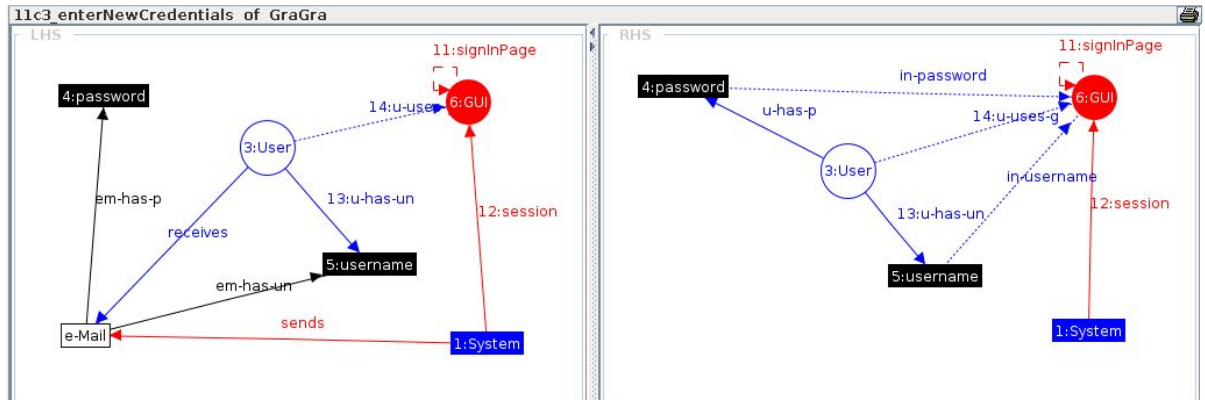 11c3_enterNewCredentials of GraGra
LHS
11:signInPage
4:password
14:u-use
6:GUI
3:User
em-has-p
13:u-has-un
12:session
receives
5:username
em-has-un
sends
e-Mail
1:System
RHS
11:signInPage
in-password
4:password
6:GUI
u-has-p
14:u-uses-g
3:User
in-username
13:u-has-un
12:session
5:username
1:System